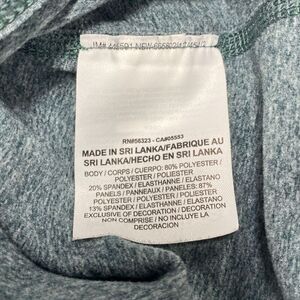 RN#56323 - CA#05553
MADE IN SRI LANKA/FABRIQUE AU
SRI LANKA/HECHO EN SRI LANKA
BODY / CORPS / CUERPO: 80% POLYESTER /
POLYESTER / POLIESTER
20% SPANDEX / ELASTHANNE / ELASTANO
PANELS / PANNEAUX / PANELES: 87%
POLYESTER / POLYESTER / POLIESTER
13% SPANDEX / ELASTHANNE / ELASTANO
EXCLUSIVE OF DECORATION / DECORATION
NON COMPRISE / NO INCLUYE LA
DECORACION